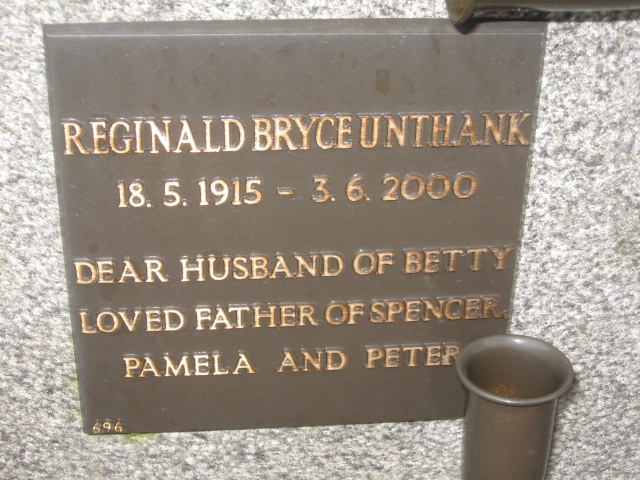 REGINALD BRYCE UNTHANK
18.5.1915 - 3.6.2000
DEAR HUSBAND OF BETTY
LOVED FATHER OF SPENCER,
PAMELA AND PETER
696